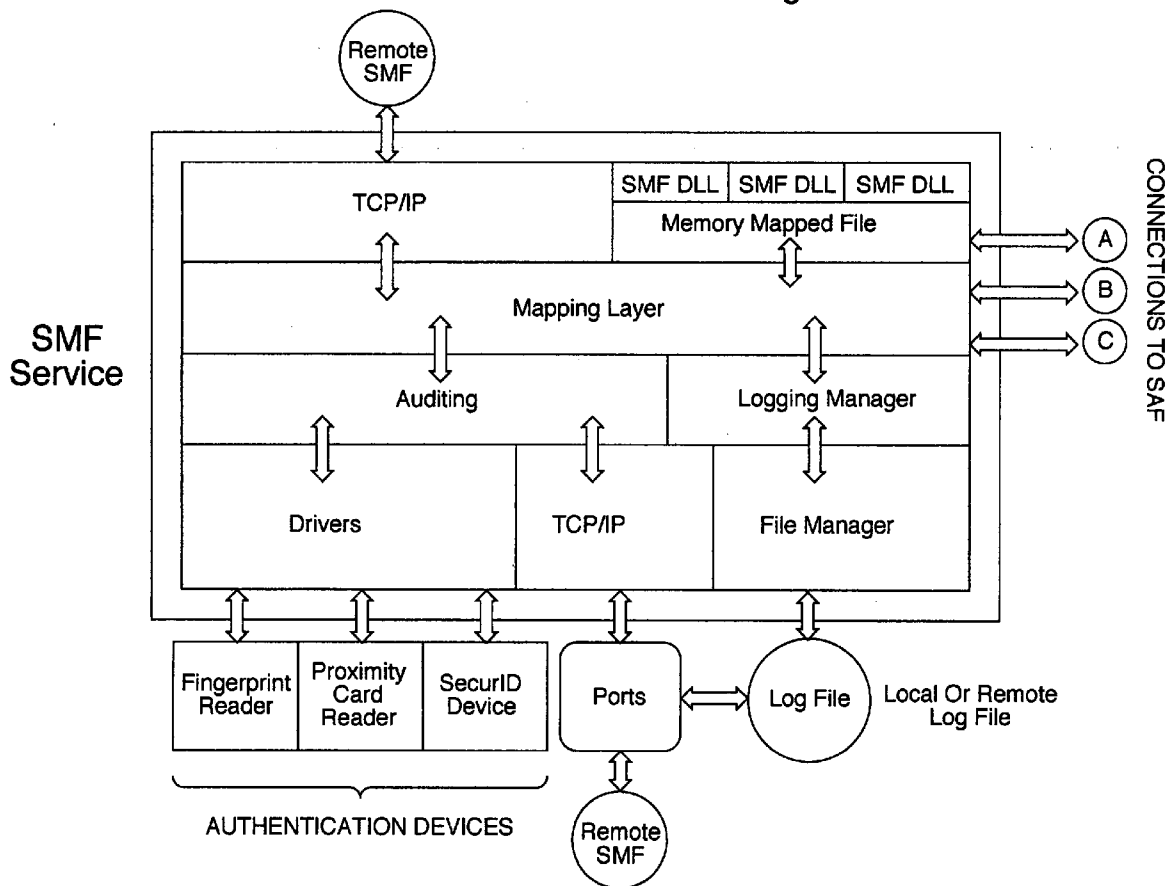 Remote
SMF
TCP/IP
SMF DLL
SMF DLL
SMF DLL
Memory Mapped File
A
B
C
CONNECTIONS TO SAF
Mapping Layer
SMF
Service
Auditing
Logging Manager
Drivers
TCP/IP
File Manager
Fingerprint
Reader
Proximity
Card
Reader
SecurID
Device
Ports
Log File
Local Or Remote
Log File
AUTHENTICATION DEVICES
Remote
SMF